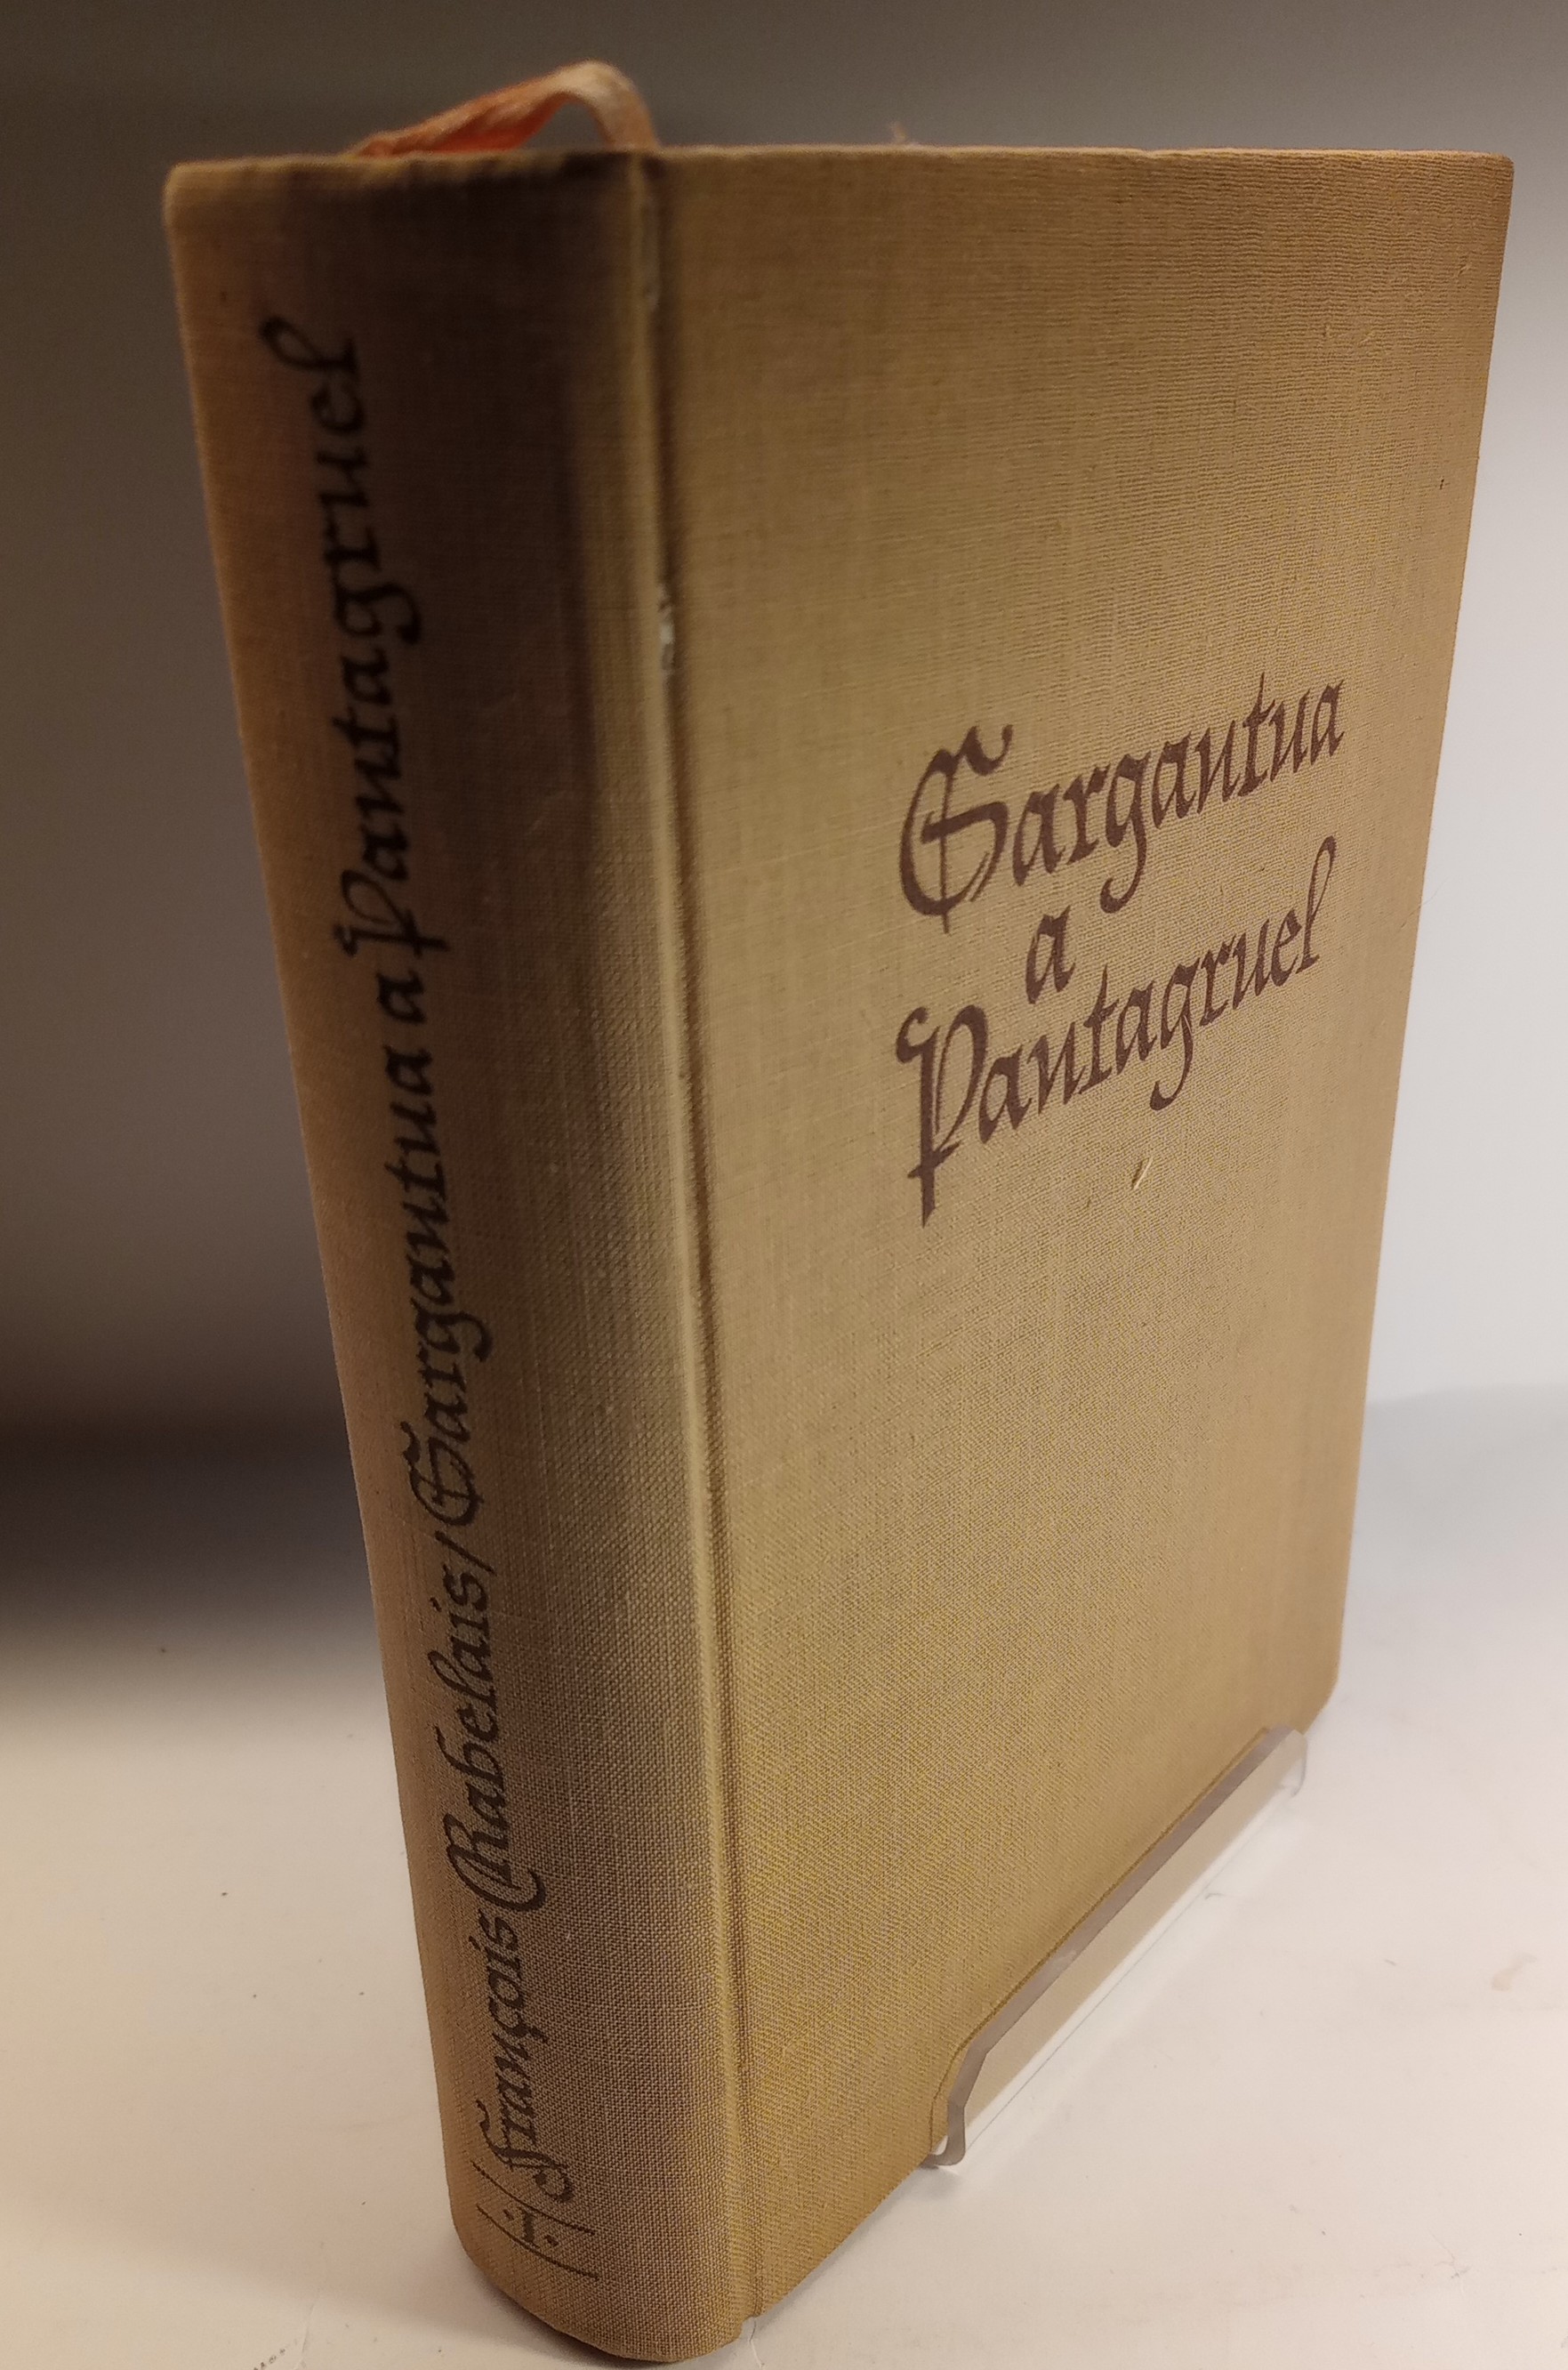 François Rabelais / Gargantua a Pantagruel
Gargantua
a
Pantagruel